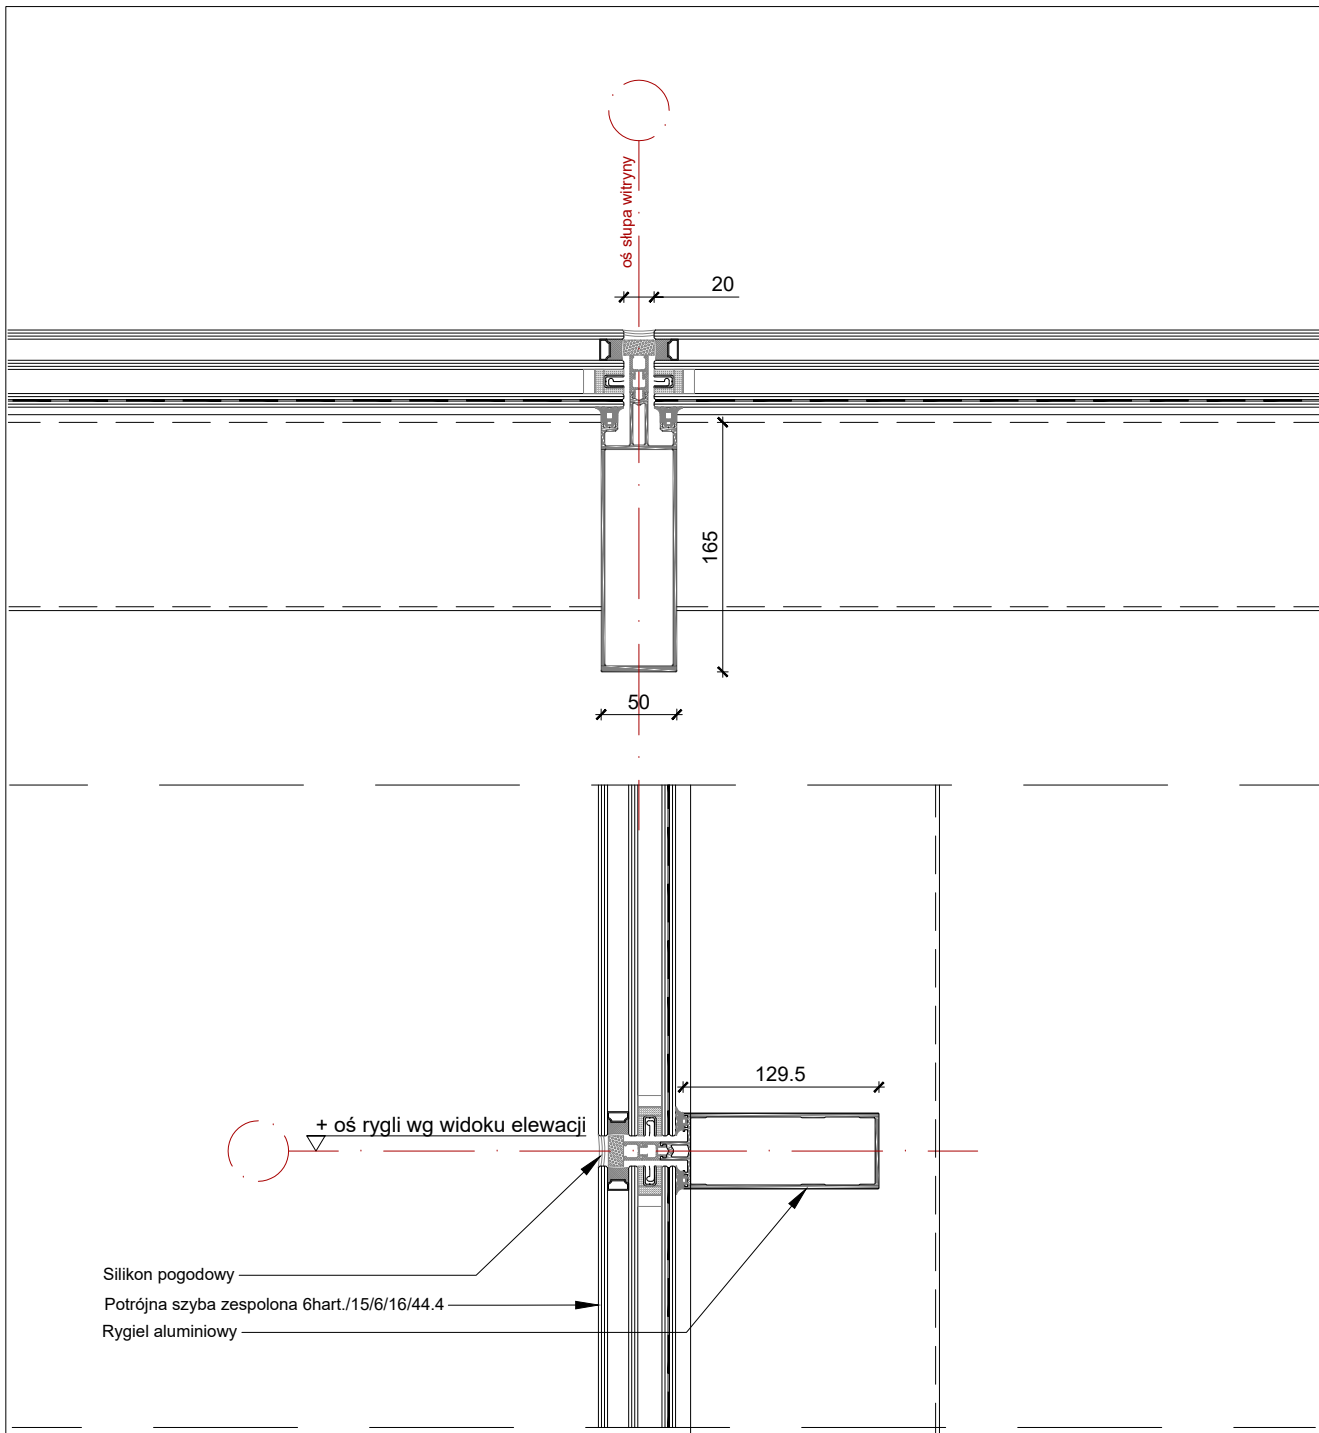 oś słupa witryny
20
165
50
129.5
+ oś rygli wg widoku elewacji
Silikon pogodowy
Potrójna szyba zespolona 6hart./15/6/16/44.4
Rygiel aluminiowy